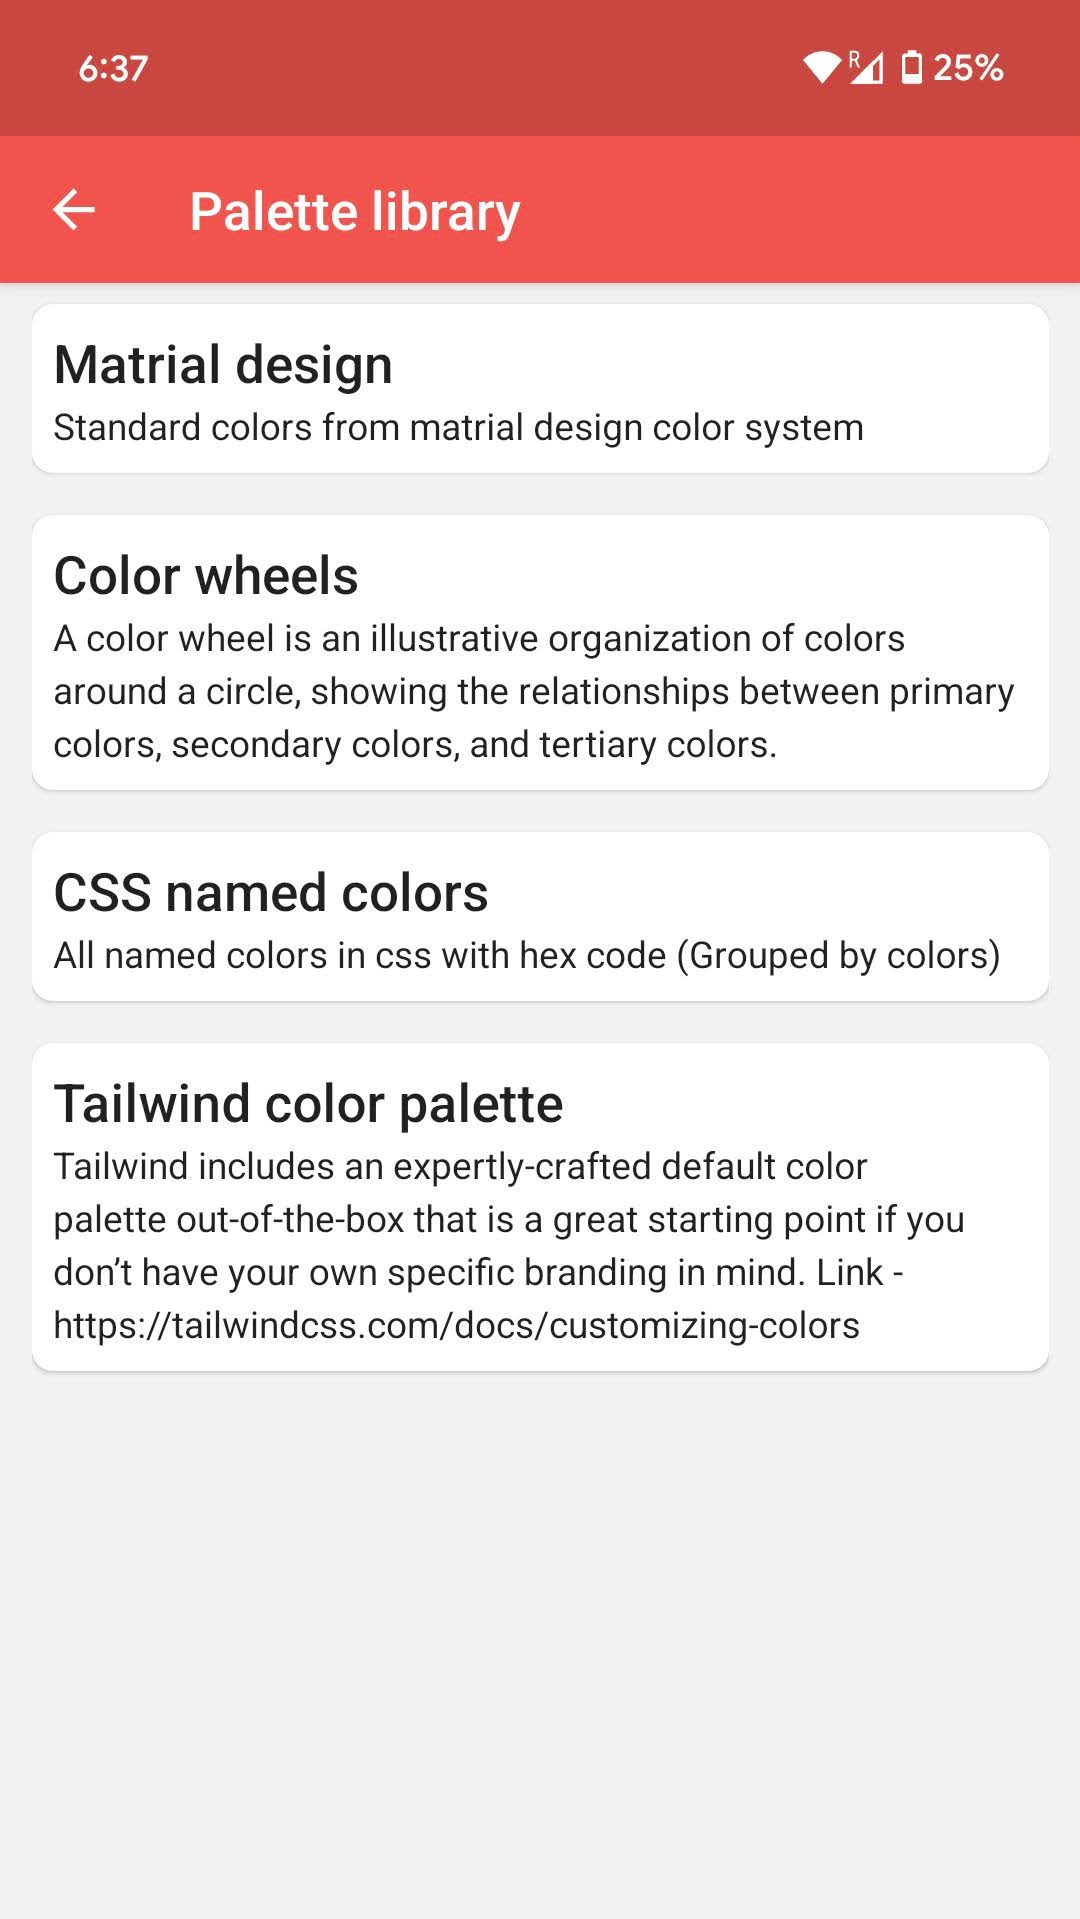 6:37
R
25%
Palette library
Matrial design
Standard colors from matrial design color system
Color wheels
A color wheel is an illustrative organization of colors
around a circle, showing the relationships between primary
colors, secondary colors, and tertiary colors.
CSS named colors
All named colors in css with hex code (Grouped by colors)
Tailwind color palette
Tailwind includes an expertly-crafted default color
palette out-of-the-box that is a great starting point if you
don’t have your own specific branding in mind. Link -
https://tailwindcss.com/docs/customizing-colors